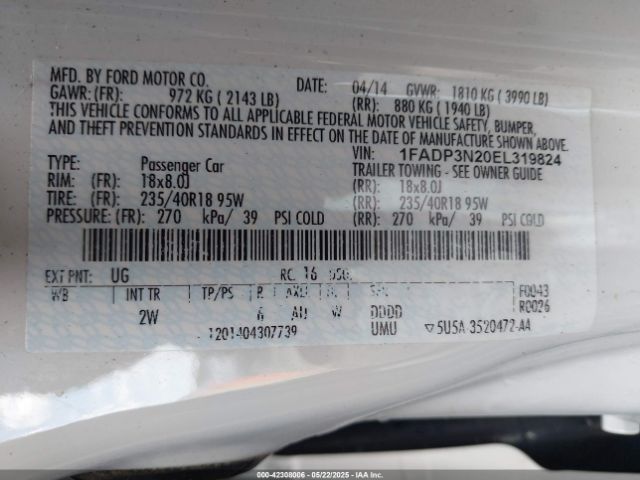 MFD. BY FORD MOTOR CO. DATE: 04/14 GVWR: 1810 KG ( 3990 LB)
GAWR: (FR): 972 KG ( 2143 LB) (RR): 880 KG ( 1940 LB)
THIS VEHICLE CONFORMS TO ALL APPLICABLE FEDERAL MOTOR VEHICLE SAFETY, BUMPER,
AND THEFT PREVENTION STANDARDS IN EFFECT ON THE DATE OF MANUFACTURE SHOWN ABOVE.
VIN: 1FADP3N20EL319824
TYPE: Passenger Car TRAILER TOWING - SEE OWNER GUIDE
RIM: (FR): 18x8.0J (RR): 18x8.0J
TIRE: (FR): 235/40R18 95W (RR): 235/40R18 95W
PRESSURE: (FR): 270 kPa/ 39 PSI COLD (RR): 270 kPa/ 39 PSI COLD
EXT PNT: UG RC: 16
WB INT TR TP/PS R F0043
2W 6 W DDDD R0026
UMU ▽5U5A 3520472-AA
000-42308006 - 05/22/2025 - IAAI.COM